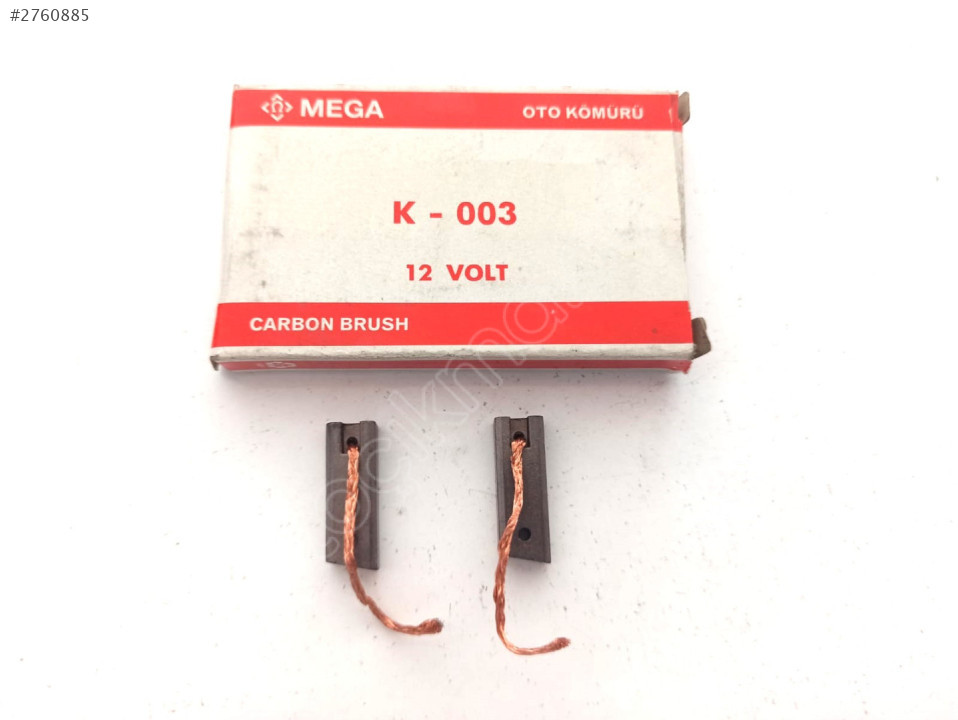 #2760885
MEGA
OTO KÖMÜRÜ
K - 003
12 VOLT
CARBON BRUSH